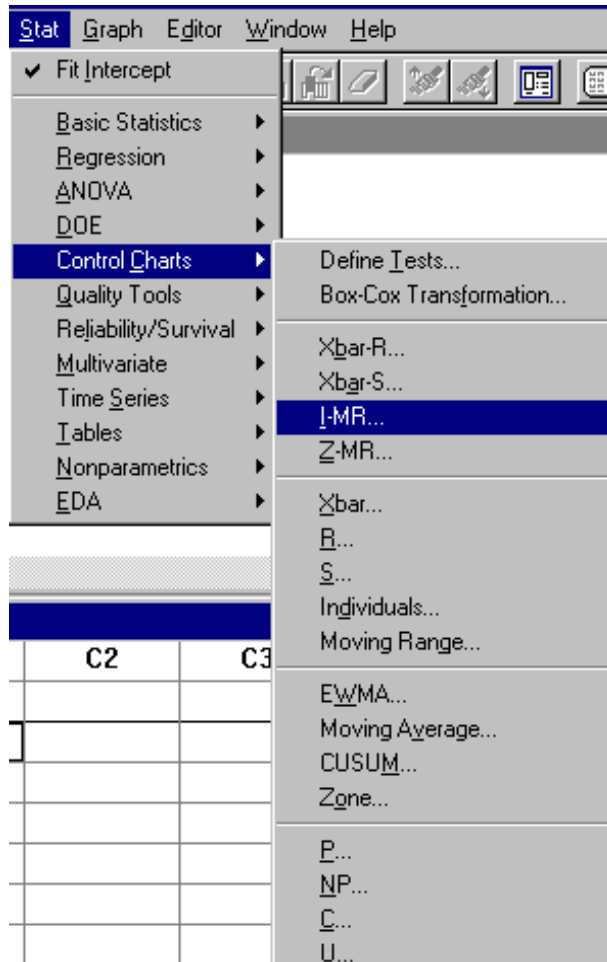 Stat Graph Editor Window Help
✔ Fit Intercept
Basic Statistics
Regression
ANOVA
DOE
Control Charts
Quality Tools
Reliability/Survival
Multivariate
Time Series
Tables
Nonparametrics
EDA
Define Tests...
Box-Cox Transformation...
Xbar-R...
Xbar-S...
I-MR...
Z-MR...
Xbar...
R...
S...
Individuals...
Moving Range...
EWMA...
Moving Average...
CUSUM...
Zone...
P...
NP...
C...
U...
C2 C3